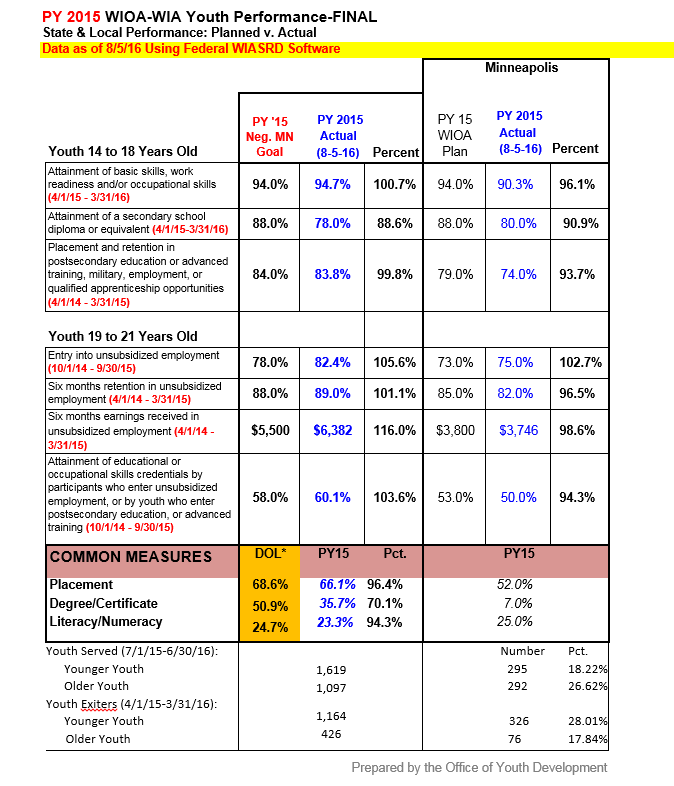 PY 2015 WIOA-WIA Youth Performance-FINAL
State & Local Performance: Planned v. Actual
Data as of 8/5/16 Using Federal WIASRD Software
Minneapolis
Youth 14 to 18 Years Old
PY '15
Neg. MN
Goal
PY 2015
Actual
(8-5-16)
Percent
PY 15
WIOA
Plan
PY 2015
Actual
(8-5-16)
Percent
Attainment of basic skills, work
readiness and/or occupational skills
(4/1/15 - 3/31/16)
94.0% 94.7% 100.7% 94.0% 90.3% 96.1%
Attainment of a secondary school
diploma or equivalent (4/1/15-3/31/16)
88.0% 78.0% 88.6% 88.0% 80.0% 90.9%
Placement and retention in
postsecondary education or advanced
training, military, employment, or
qualified apprenticeship opportunities
(4/1/14 - 3/31/15)
84.0% 83.8% 99.8% 79.0% 74.0% 93.7%
Youth 19 to 21 Years Old
Entry into unsubsidized employment
(10/1/14 - 9/30/15)
78.0% 82.4% 105.6% 73.0% 75.0% 102.7%
Six months retention in unsubsidized
employment (4/1/14 - 3/31/15)
88.0% 89.0% 101.1% 85.0% 82.0% 96.5%
Six months earnings received in
unsubsidized employment (4/1/14 -
3/31/15)
$5,500 $6,382 116.0% $3,800 $3,746 98.6%
Attainment of educational or
occupational skills credentials by
participants who enter unsubsidized
employment, or by youth who enter
postsecondary education, or advanced
training (10/1/14 - 9/30/15)
58.0% 60.1% 103.6% 53.0% 50.0% 94.3%
COMMON MEASURES DOL* PY15 Pct. PY15
Placement 68.6% 66.1% 96.4% 52.0%
Degree/Certificate 50.9% 35.7% 70.1% 7.0%
Literacy/Numeracy 24.7% 23.3% 94.3% 25.0%
Youth Served (7/1/15-6/30/16): Number Pct.
Younger Youth 1,619 295 18.22%
Older Youth 1,097 292 26.62%
Youth Exiters (4/1/15-3/31/16):
Younger Youth 1,164 326 28.01%
Older Youth 426 76 17.84%
Prepared by the Office of Youth Development